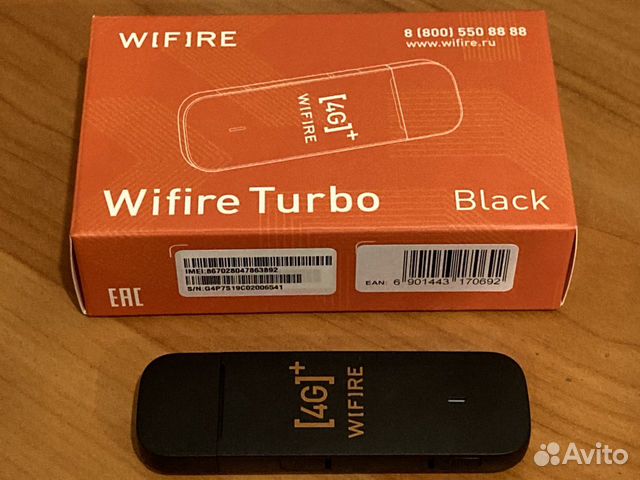 WIFIRE
8 (800) 550 88 88
www.wifire.ru
[4G]+
WIFIRE
Wifire Turbo
Black
IMEI:867028047863892
S/N:G4P7S19C02006541
EAN: 6 901443 170692
EAC
[4G]+
WIFIRE
Avito